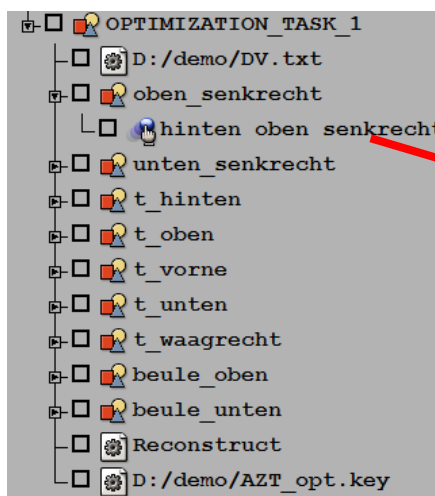 OPTIMIZATION_TASK_1
D:/demo/DV.txt
oben_senkrecht
hinten oben senkrecht
unten_senkrecht
t_hinten
t_oben
t_vorne
t_unten
t_waagrecht
beule_oben
beule_unten
Reconstruct
D:/demo/AZT_opt.key